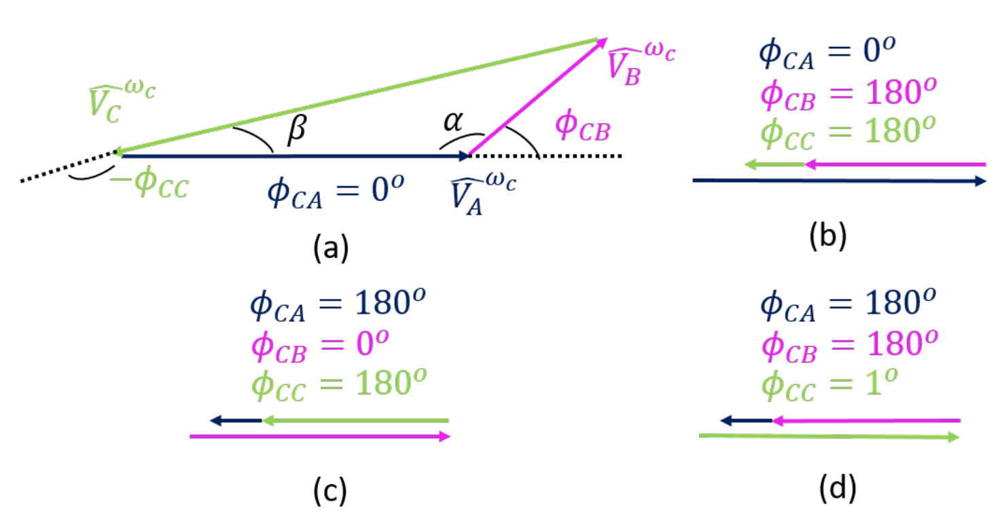 V̂_C^ω_c
β
α
V̂_B^ω_c
ϕ_CB
−ϕ_CC
ϕ_CA = 0^o
V̂_A^ω_c
(a)
ϕ_CA = 0^o
ϕ_CB = 180^o
ϕ_CC = 180^o
(b)
ϕ_CA = 180^o
ϕ_CB = 0^o
ϕ_CC = 180^o
(c)
ϕ_CA = 180^o
ϕ_CB = 180^o
ϕ_CC = 1^o
(d)